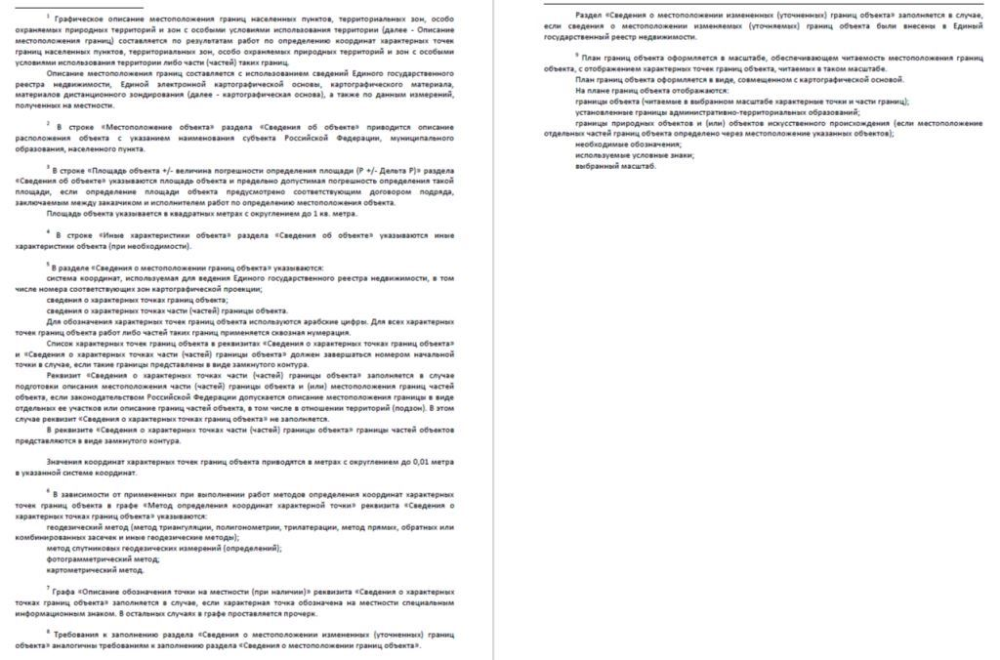 1 Графическое описание местоположения границ населенных пунктов, территориальных зон, особо
охраняемых природных территорий и зон с особыми условиями использования территории (далее - Описание
местоположения границ) составляется по результатам работ по определению координат характерных точек
границ населенных пунктов, территориальных зон, особо охраняемых природных территорий и зон с особыми
условиями использования территории либо части (частей) таких границ.
Описание местоположения границ составляется с использованием сведений Единого государственного
реестра недвижимости, Единой электронной картографической основы, картографического материала,
материалов дистанционного зондирования (далее - картографическая основа), а также по данным измерений,
полученных на местности.
2 В строке «Местоположение объекта» раздела «Сведения об объекте» приводится описание
расположения объекта с указанием наименования субъекта Российской Федерации, муниципального
образования, населенного пункта.
3 В строке «Площадь объекта +/- величина погрешности определения площади (P +/- Дельта P)» раздела
«Сведения об объекте» указываются площадь объекта и предельно допустимая погрешность определения такой
площади, если определение площади объекта предусмотрено соответствующим договором подряда,
заключаемым между заказчиком и исполнителем работ по определению местоположения объекта.
Площадь объекта указывается в квадратных метрах с округлением до 1 кв. метра.
4 В строке «Иные характеристики объекта» раздела «Сведения об объекте» указываются иные
характеристики объекта (при необходимости).
5 В разделе «Сведения о местоположении границ объекта» указываются:
система координат, используемая для ведения Единого государственного реестра недвижимости, в том
числе номера соответствующих зон картографической проекции;
сведения о характерных точках границ объекта;
сведения о характерных точках части (частей) границы объекта.
Для обозначения характерных точек границ объекта используются арабские цифры. Для всех характерных
точек границ объекта работ либо частей таких границ применяется сквозная нумерация.
Список характерных точек границ объекта в реквизитах «Сведения о характерных точках границ объекта»
и «Сведения о характерных точках части (частей) границы объекта» должен завершаться номером начальной
точки в случае, если такие границы представлены в виде замкнутого контура.
Реквизит «Сведения о характерных точках части (частей) границы объекта» заполняется в случае
подготовки описания местоположения части (частей) границы объекта и (или) местоположения границ частей
объекта, если законодательством Российской Федерации допускается описание местоположения границы в виде
отдельных ее участков или описание границ частей объекта, в том числе в отношении территорий (подзон). В этом
случае реквизит «Сведения о характерных точках границ объекта» не заполняется.
В реквизите «Сведения о характерных точках части (частей) границы объекта» границы частей объектов
представляются в виде замкнутого контура.
Значения координат характерных точек границ объекта приводятся в метрах с округлением до 0,01 метра
в указанной системе координат.
6 В зависимости от примененных при выполнении работ методов определения координат характерных
точек границ объекта в графе «Метод определения координат характерной точки» реквизита «Сведения о
характерных точках границ объекта» указываются:
геодезический метод (метод триангуляции, полигонометрии, трилатерации, метод прямых, обратных или
комбинированных засечек и иные геодезические методы);
метод спутниковых геодезических измерений (определений);
фотограмметрический метод;
картометрический метод.
7 Графа «Описание обозначения точки на местности (при наличии)» реквизита «Сведения о характерных
точках границ объекта» заполняется в случае, если характерная точка обозначена на местности специальным
информационным знаком. В остальных случаях в графе проставляется прочерк.
8 Требования к заполнению раздела «Сведения о местоположении измененных (уточненных) границ
объекта» аналогичны требованиям к заполнению раздела «Сведения о местоположении границ объекта».
Раздел «Сведения о местоположении измененных (уточненных) границ объекта» заполняется в случае,
если сведения о местоположении изменяемых (уточняемых) границ объекта были внесены в Единый
государственный реестр недвижимости.
9 План границ объекта оформляется в масштабе, обеспечивающем читаемость местоположения границ
объекта, с отображением характерных точек границ объекта, читаемых в таком масштабе.
План границ объекта оформляется в виде, совмещенном с картографической основой.
На плане границ объекта отображаются:
границы объекта (читаемые в выбранном масштабе характерные точки и части границ);
установленные границы административно-территориальных образований;
границы природных объектов и (или) объектов искусственного происхождения (если местоположение
отдельных частей границ объекта определено через местоположение указанных объектов);
необходимые обозначения;
используемые условные знаки;
выбранный масштаб.